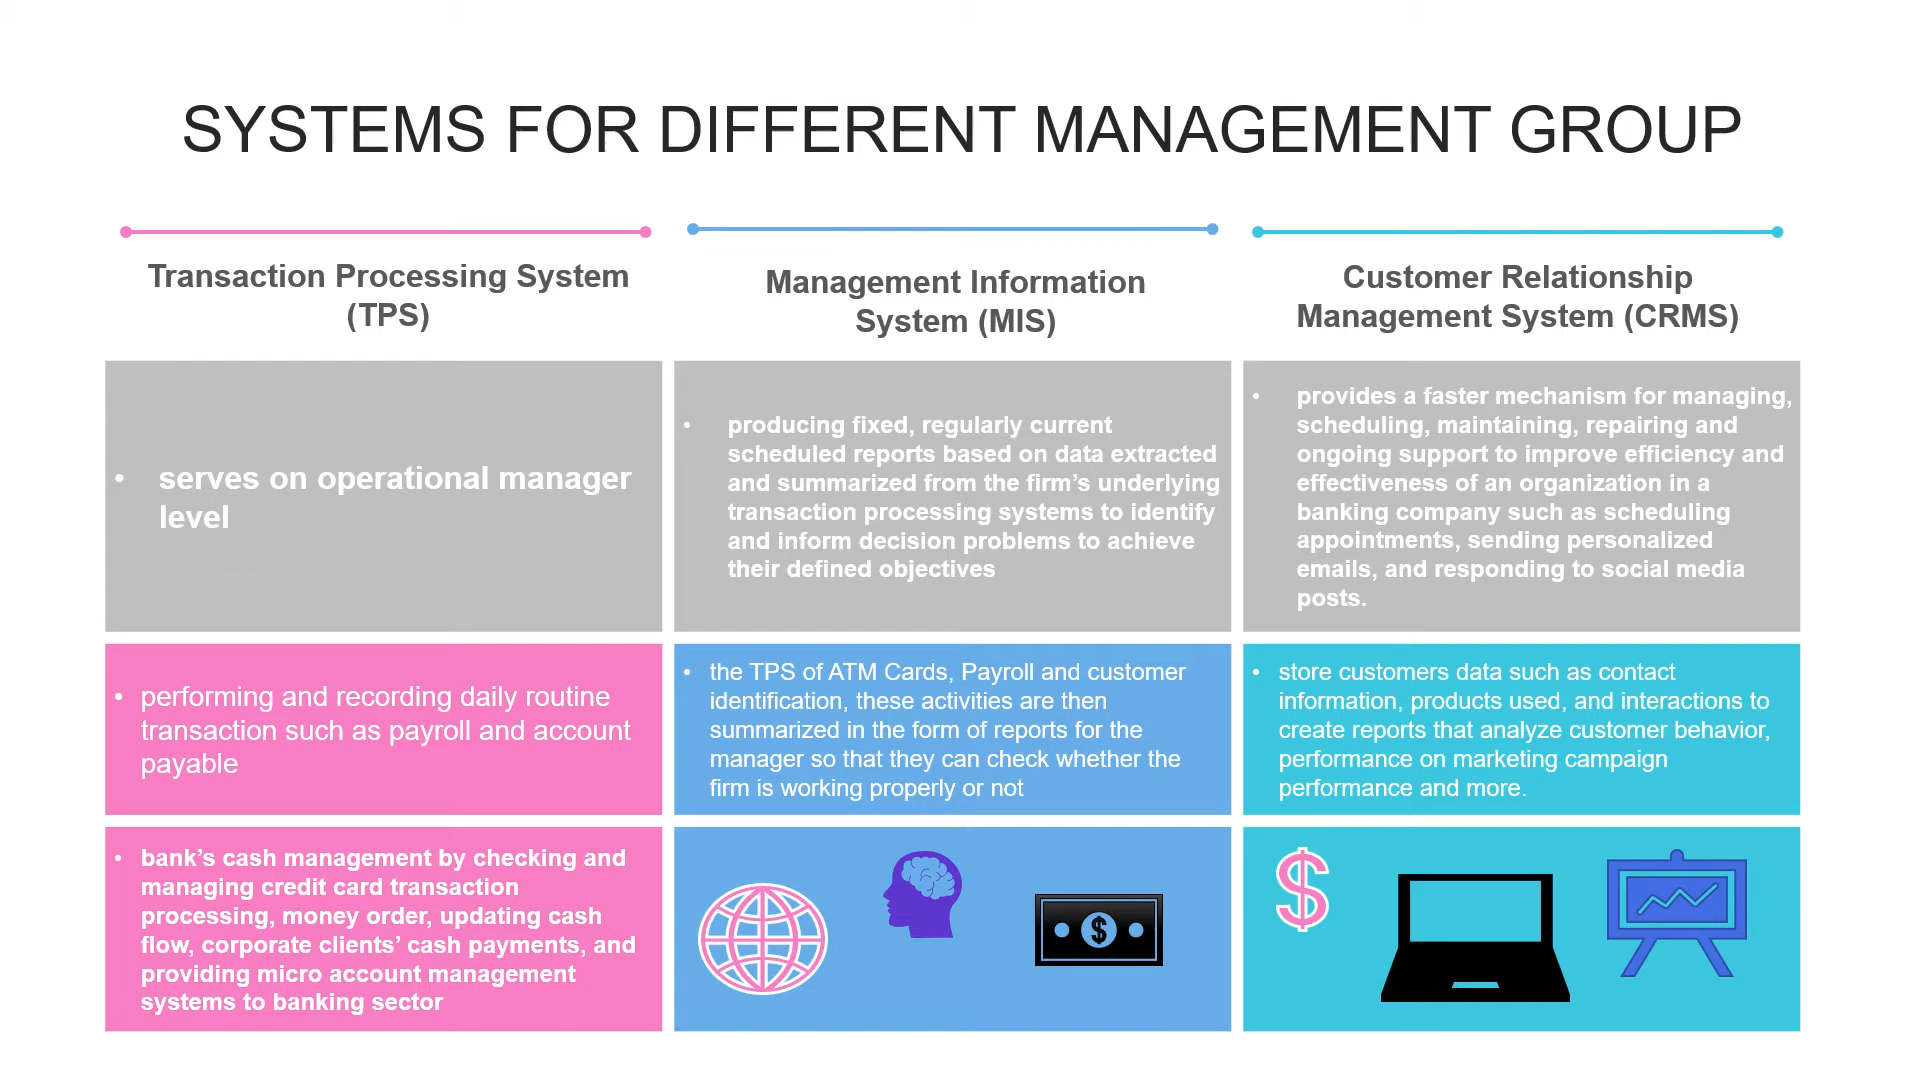 SYSTEMS FOR DIFFERENT MANAGEMENT GROUP
Transaction Processing System
(TPS)
• serves on operational manager
level
• performing and recording daily routine
transaction such as payroll and account
payable
• bank’s cash management by checking and
managing credit card transaction
processing, money order, updating cash
flow, corporate clients’ cash payments, and
providing micro account management
systems to banking sector
Management Information
System (MIS)
• producing fixed, regularly current
scheduled reports based on data extracted
and summarized from the firm’s underlying
transaction processing systems to identify
and inform decision problems to achieve
their defined objectives
• the TPS of ATM Cards, Payroll and customer
identification, these activities are then
summarized in the form of reports for the
manager so that they can check whether the
firm is working properly or not
$
Customer Relationship
Management System (CRMS)
• provides a faster mechanism for managing,
scheduling, maintaining, repairing and
ongoing support to improve efficiency and
effectiveness of an organization in a
banking company such as scheduling
appointments, sending personalized
emails, and responding to social media
posts.
• store customers data such as contact
information, products used, and interactions to
create reports that analyze customer behavior,
performance on marketing campaign
performance and more.
$